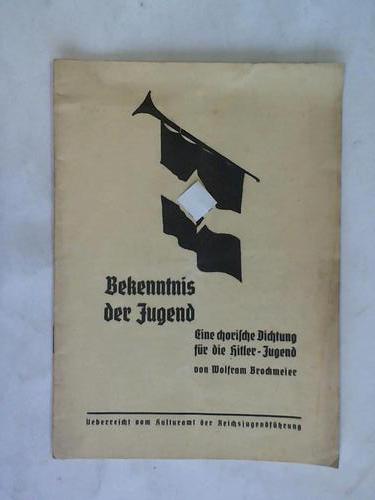 Bekenntnis
der Jugend
Eine chorische Dichtung
für die Hitler-Jugend
von Wolfram Brockmeier
Ueberreicht vom Kulturamt der Reichsjugendführung